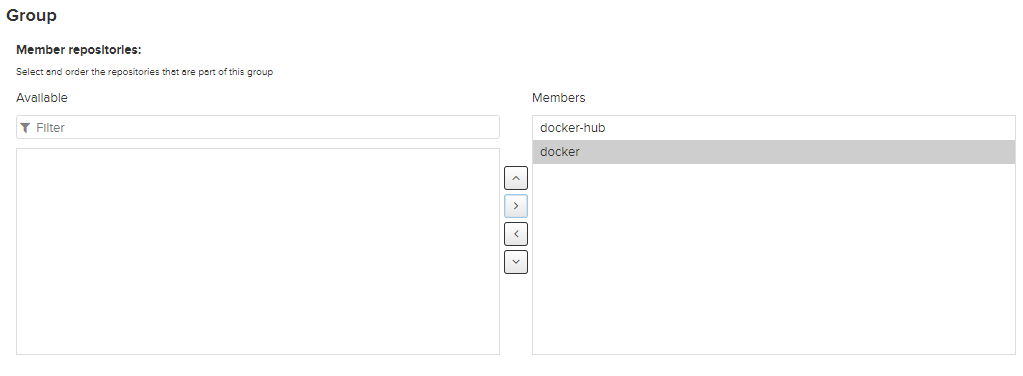 Group
Member repositories:
Select and order the repositories that are part of this group
Available
Members
Filter
docker-hub
docker